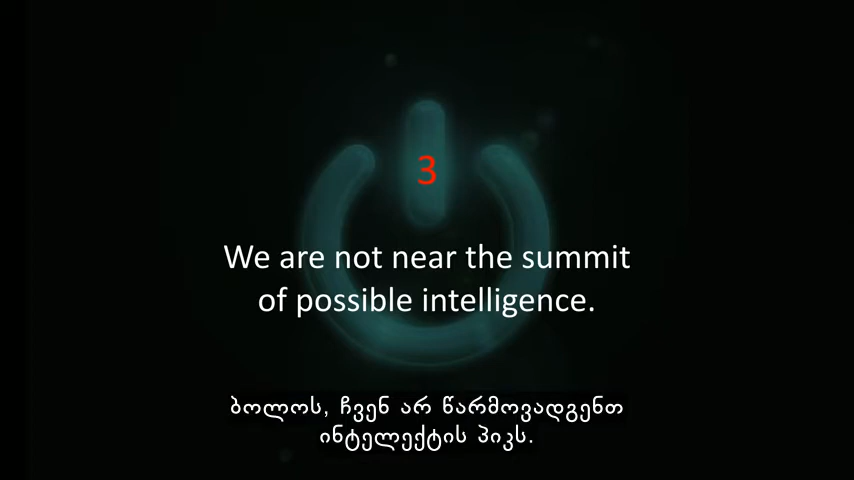 3
We are not near the summit
of possible intelligence.
ბოლოს, ჩვენ არ წარმოვადგენთ
ინტელექტის პიკს.